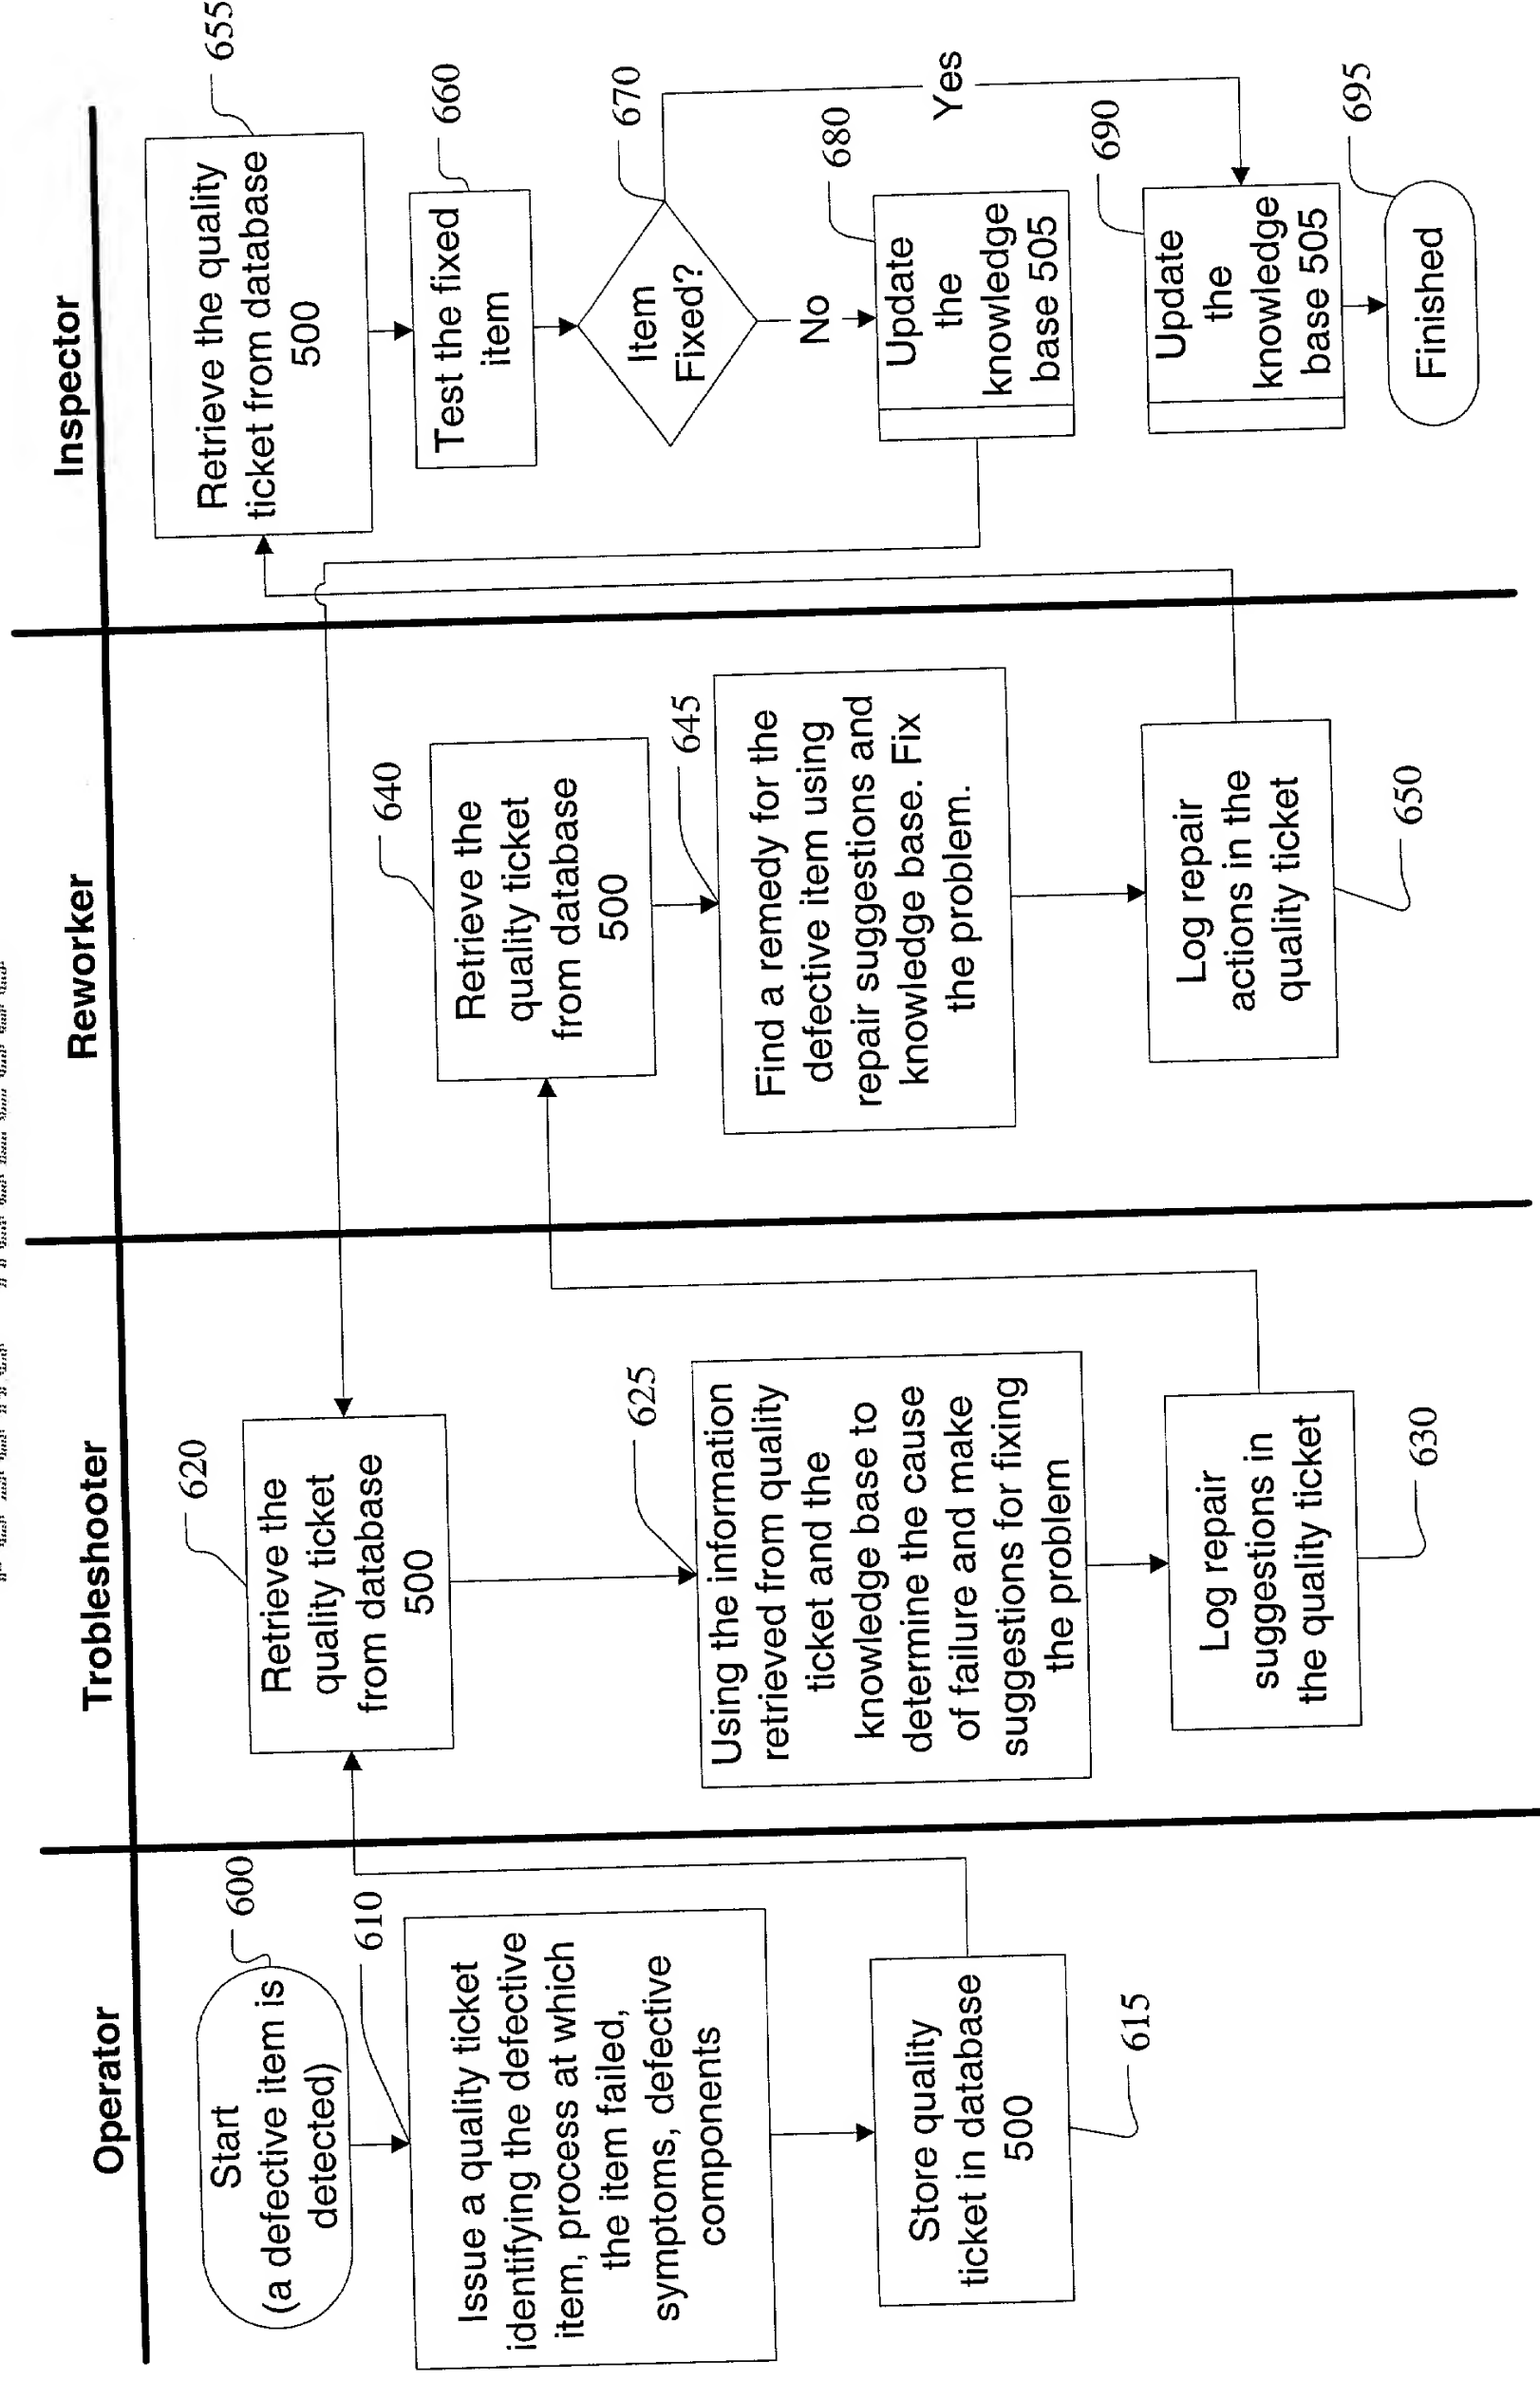 Operator
Trobleshooter
Reworker
Inspector
600
Start
(a defective item is
detected)
610
Issue a quality ticket
identifying the defective
item, process at which
the item failed,
symptoms, defective
components
Store quality
ticket in database
500
615
620
Retrieve the
quality ticket
from database
500
625
Using the information
retrieved from quality
ticket and the
knowledge base to
determine the cause
of failure and make
suggestions for fixing
the problem
Log repair
suggestions in
the quality ticket
630
640
Retrieve the
quality ticket
from database
500
645
Find a remedy for the
defective item using
repair suggestions and
knowledge base. Fix
the problem.
Log repair
actions in the
quality ticket
650
655
Retrieve the quality
ticket from database
500
660
Test the fixed
item
670
Item
Fixed?
Yes
No
680
Update
the
knowledge
base 505
690
Update
the
knowledge
base 505
695
Finished